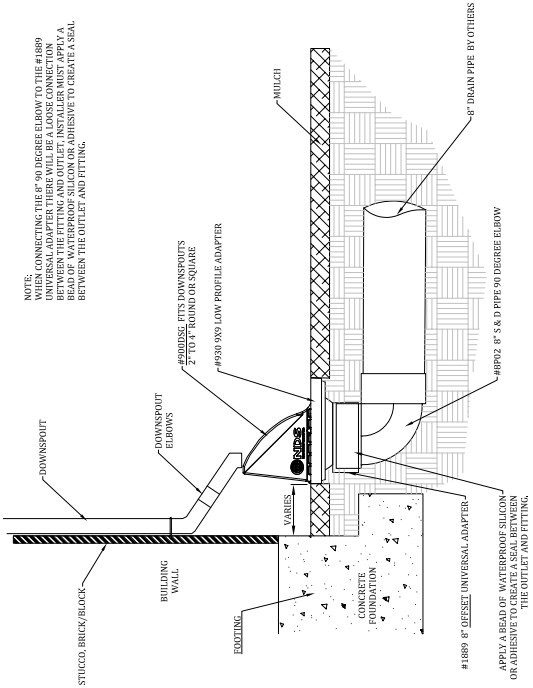 NOTE;
WHEN CONNECTING THE 8" 90 DEGREE ELBOW TO THE #1889
UNIVERSAL ADAPTER THERE WILL BE A LOOSE CONNECTION
BETWEEN THE FITTING AND OUTLET. INSTALLER MUST APPLY A
BEAD OF WATERPROOF SILICON OR ADHESIVE TO CREATE A SEAL
BETWEEN THE OUTLET AND FITTING.
DOWNSPOUT
STUCCO, BRICK/BLOCK
DOWNSPOUT
ELBOWS
BUILDING
WALL
#900DSG FITS DOWNSPOUTS
2" TO 4" ROUND OR SQUARE
#930 9X9 LOW PROFILE ADAPTER
MULCH
NDS
VARIES
FOOTING
CONCRETE
FOUNDATION
8" DRAIN PIPE BY OTHERS
#8P02 8" S & D PIPE 90 DEGREE ELBOW
#1889 8" OFFSET UNIVERSAL ADAPTER
APPLY A BEAD OF WATERPROOF SILICON
OR ADHESIVE TO CREATE A SEAL BETWEEN
THE OUTLET AND FITTING,